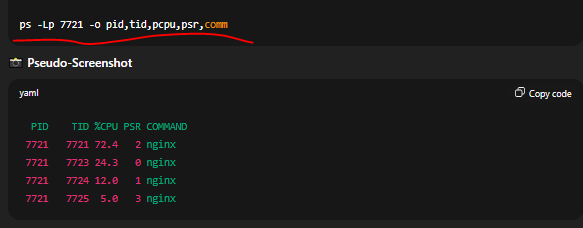 ps -Lp 7721 -o pid,tid,pcpu,psr,comm
Pseudo-Screenshot
yaml
Copy code
PID TID %CPU PSR COMMAND
7721 7721 72.4 2 nginx
7721 7723 24.3 0 nginx
7721 7724 12.0 1 nginx
7721 7725 5.0 3 nginx